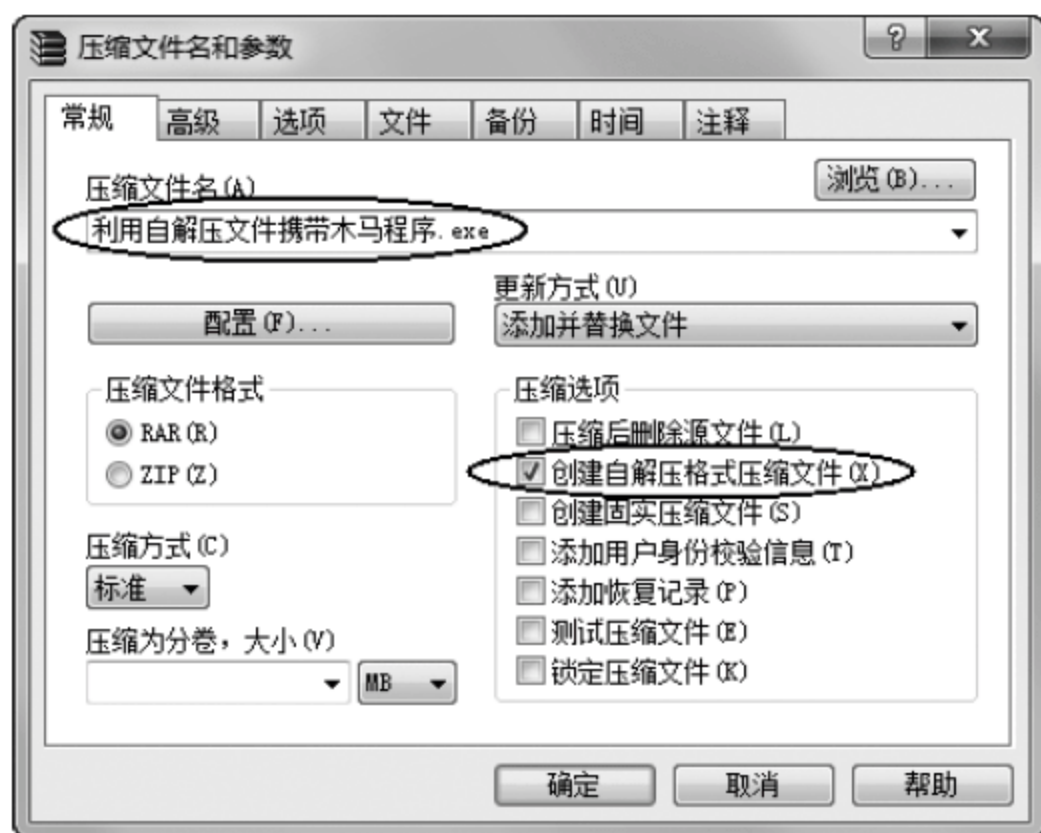 压缩文件名和参数
常规 高级 选项 文件 备份 时间 注释
压缩文件名(A)
浏览(B)...
利用自解压文件携带木马程序.exe
更新方式(U)
配置(F)...
添加并替换文件
压缩文件格式
RAR(R)
ZIP(Z)
压缩方式(C)
标准
压缩为分卷，大小(V)
MB
压缩选项
压缩后删除源文件(L)
创建自解压格式压缩文件(X)
创建固实压缩文件(S)
添加用户身份校验信息(T)
添加恢复记录(P)
测试压缩文件(E)
锁定压缩文件(K)
确定 取消 帮助